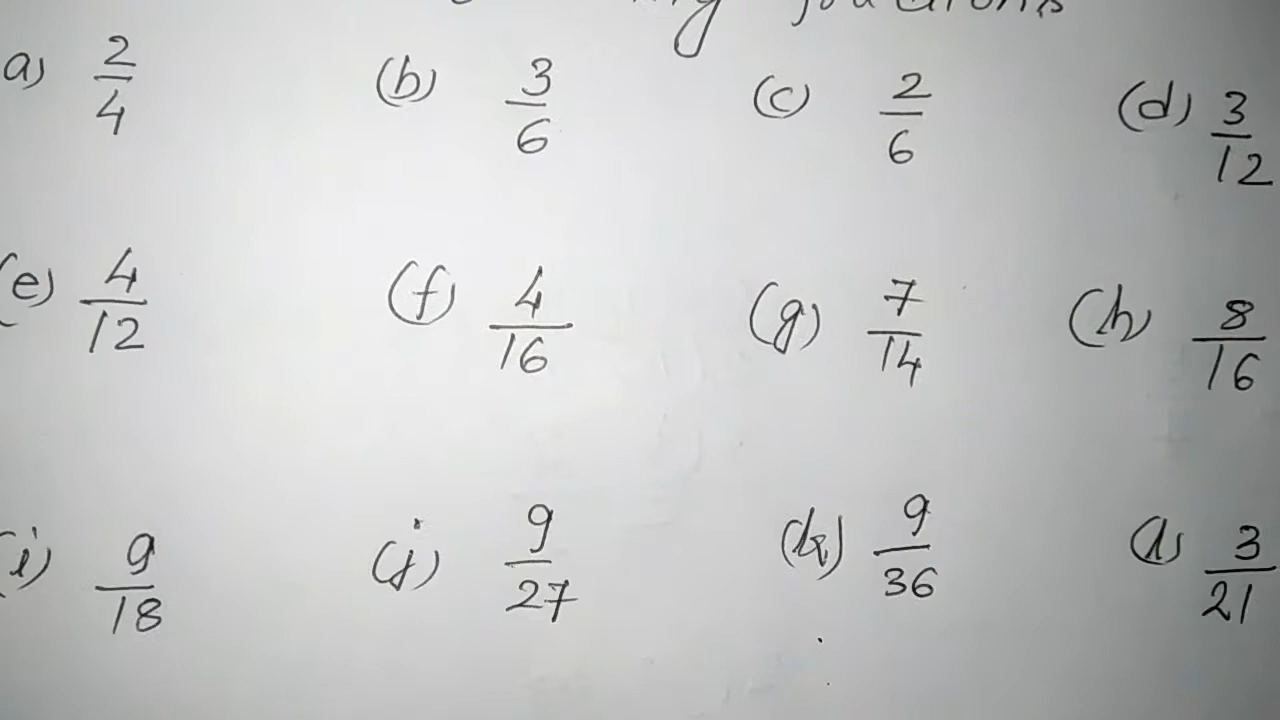 fractions
a) 2/4 (b) 3/6 (c) 2/6 (d) 3/12
(e) 4/12 (f) 4/16 (g) 7/14 (h) 8/16
(i) 9/18 (j) 9/27 (k) 9/36 (l) 3/21